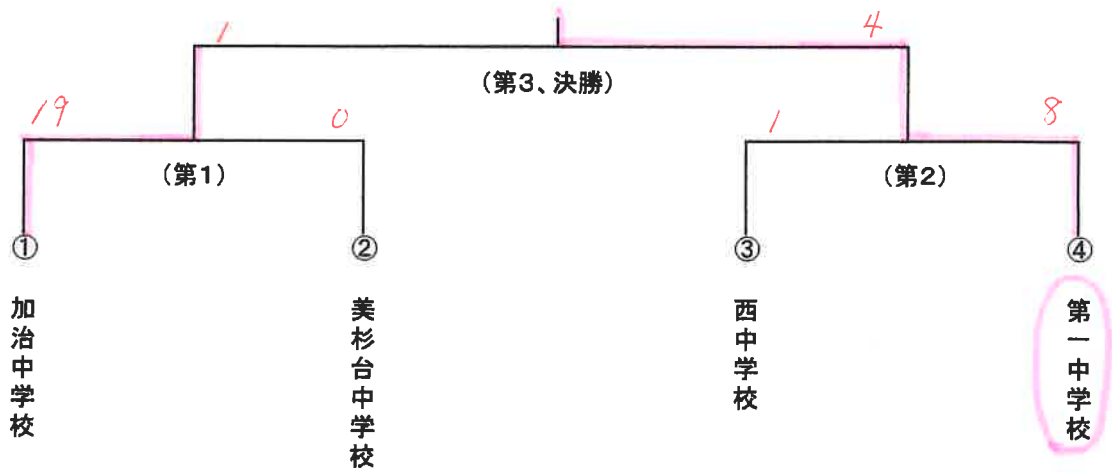 1 4
(第3、決勝)
19 0 1 8
(第1) (第2)
① ② ③ ④
加治中学校
美杉台中学校
西中学校
第一中学校